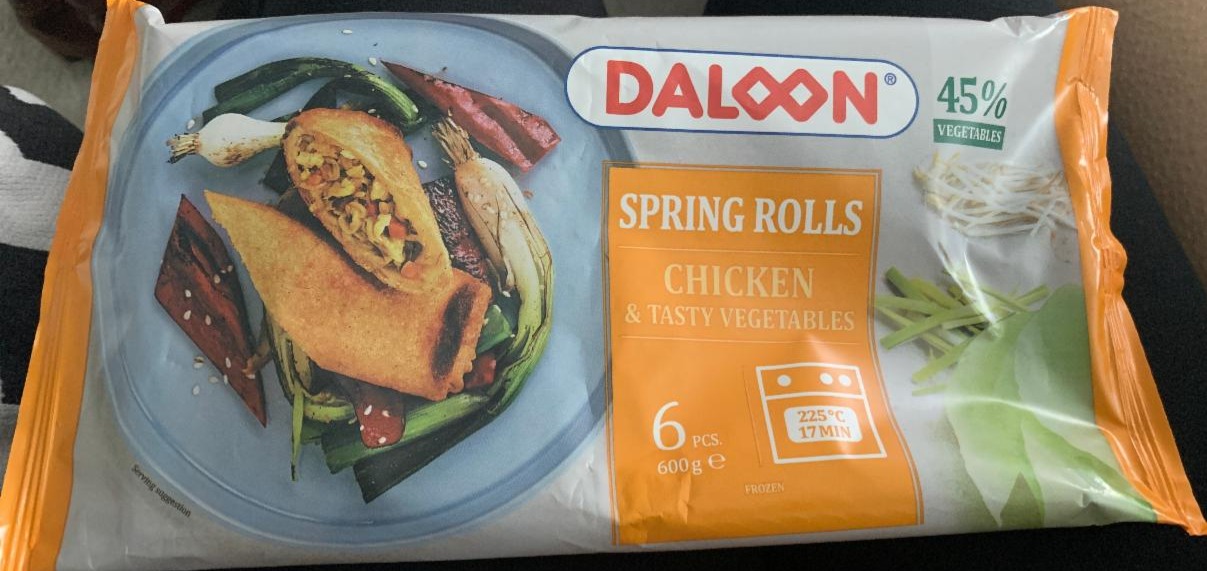 DALOON®
45%
VEGETABLES
SPRING ROLLS
CHICKEN
& TASTY VEGETABLES
225°C
17 MIN
6 PCS.
600g e
FROZEN
Serving suggestion